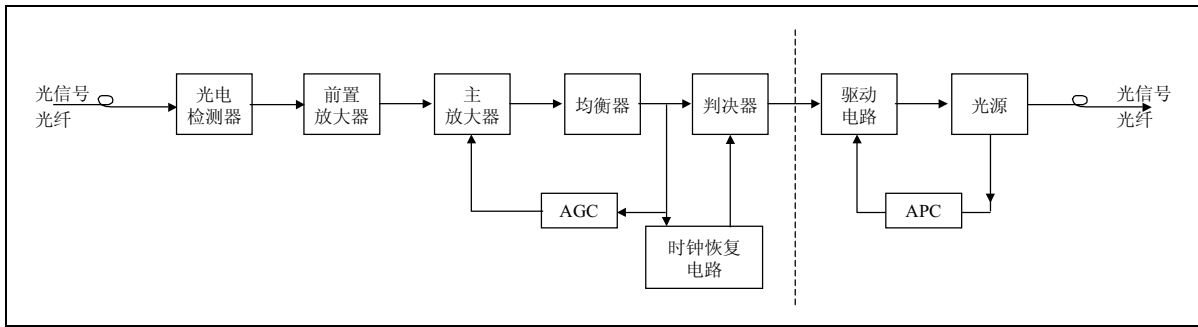 光信号
光纤
光电
检测器
前置
放大器
主
放大器
均衡器
判决器
驱动
电路
光源
光信号
光纤
AGC
时钟恢复
电路
APC